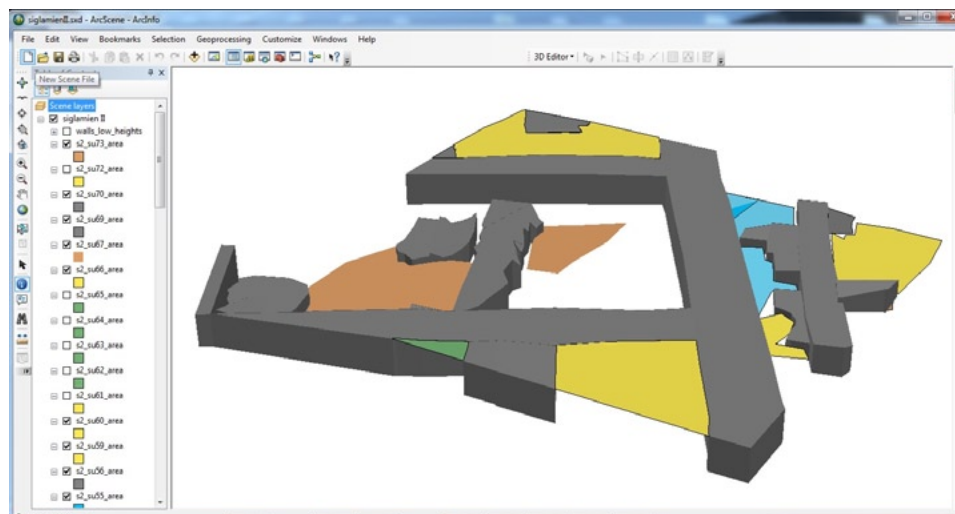 siglamienII.sxd - ArcScene - ArcInfo
File Edit View Bookmarks Selection Geoprocessing Customize Windows Help
3D Editor
New Scene File
Scene layers
siglamien II
walls_low_heights
s2_su73_area
s2_su72_area
s2_su70_area
s2_su69_area
s2_su67_area
s2_su66_area
s2_su65_area
s2_su64_area
s2_su63_area
s2_su62_area
s2_su61_area
s2_su60_area
s2_su59_area
s2_su56_area
s2_su55_area